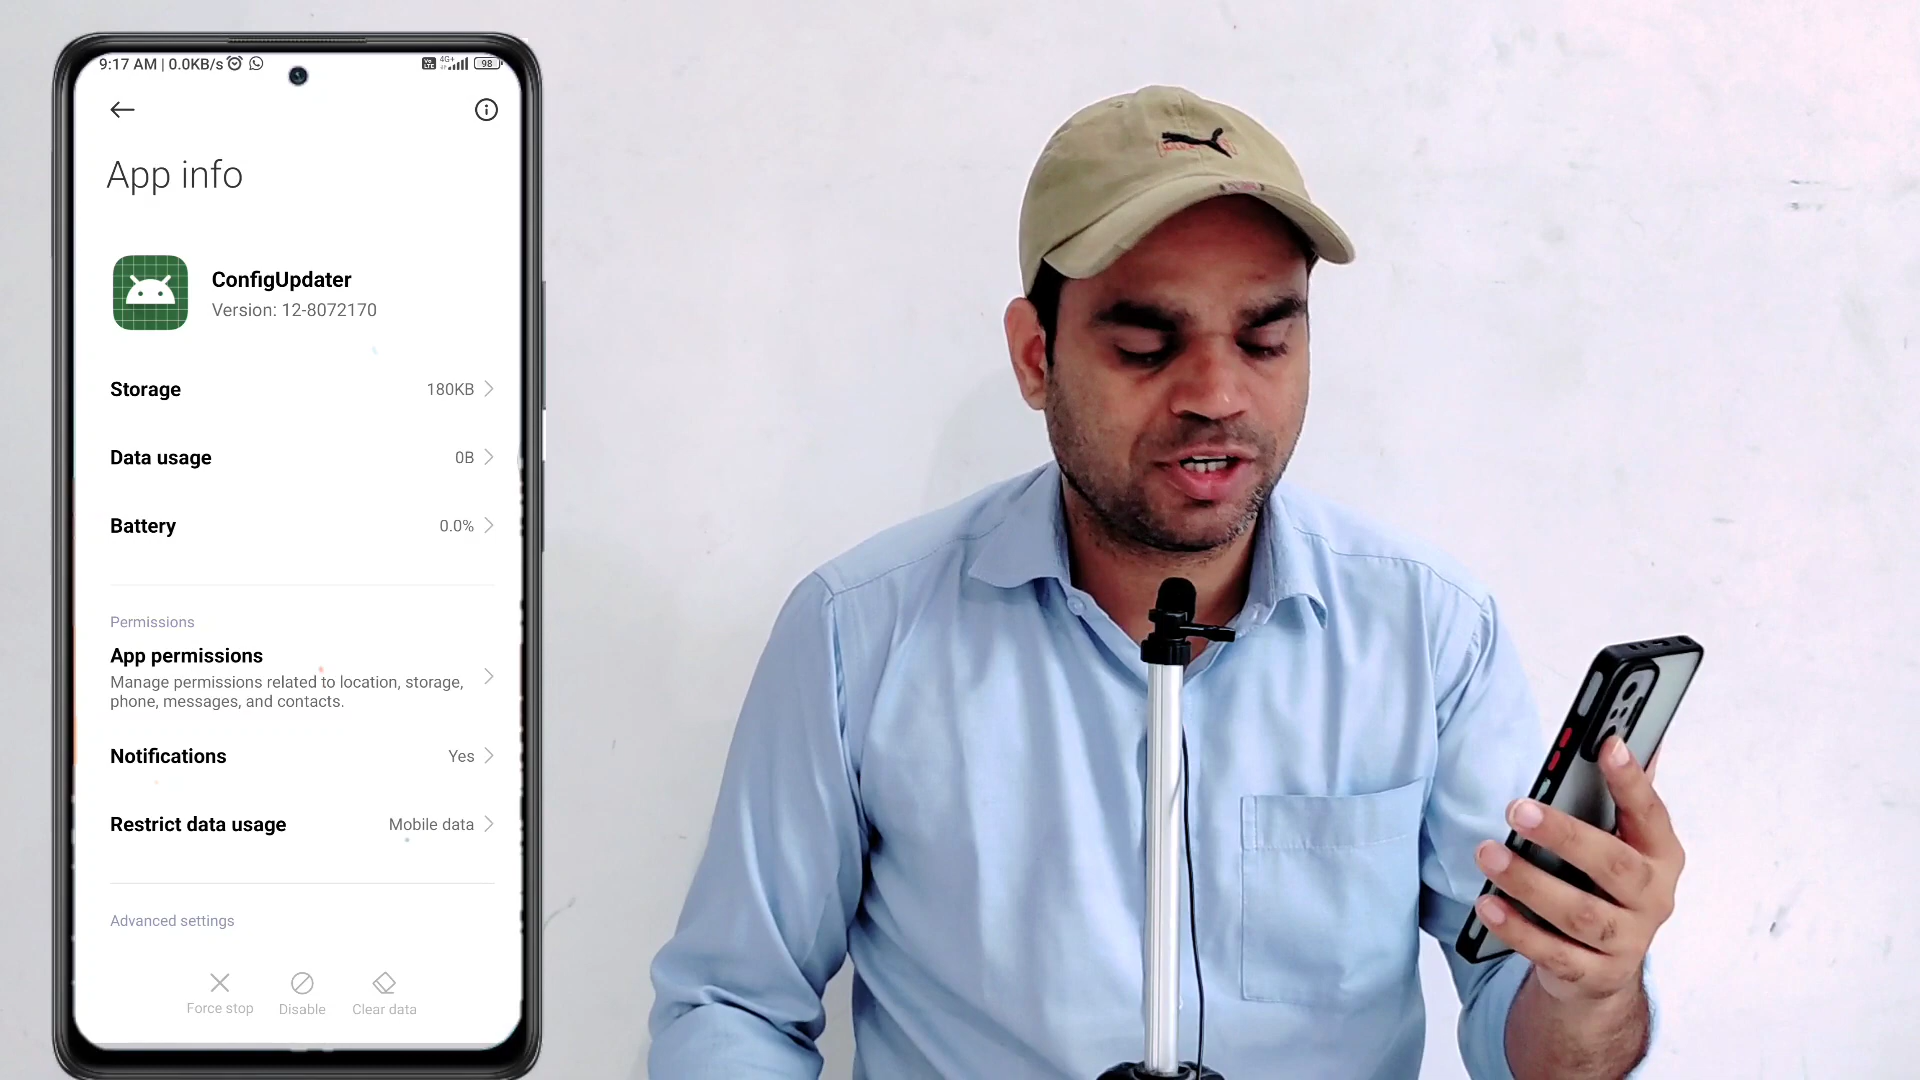 9:17 AM | 0.0KB/s
4G+
98
App info
ConfigUpdater
Version: 12-8072170
Storage 180KB
Data usage 0B
Battery 0.0%
Permissions
App permissions
Manage permissions related to location, storage,
phone, messages, and contacts.
Notifications Yes
Restrict data usage Mobile data
Advanced settings
Force stop Disable Clear data